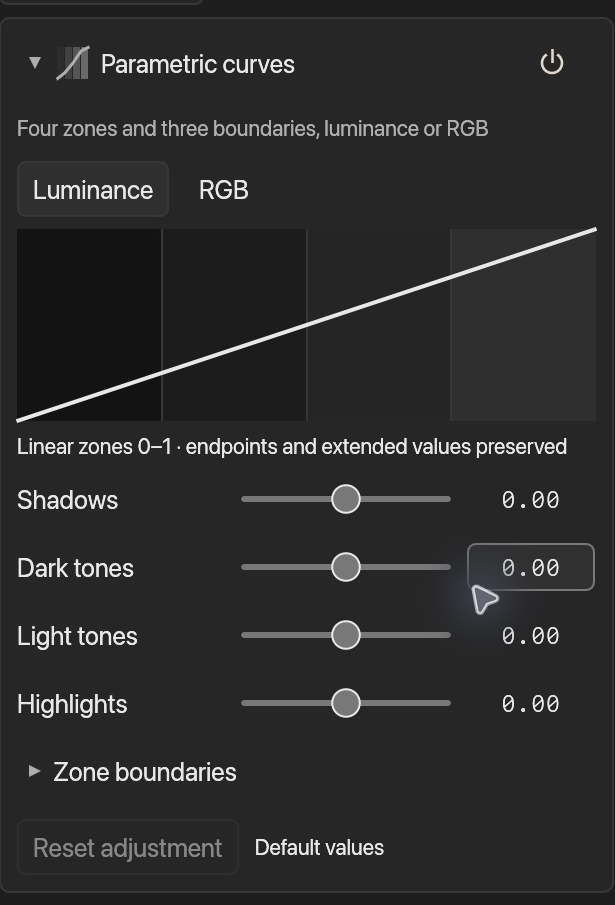 Parametric curves
Four zones and three boundaries, luminance or RGB
Luminance RGB
Linear zones 0–1 · endpoints and extended values preserved
Shadows 0.00
Dark tones 0.00
Light tones 0.00
Highlights 0.00
Zone boundaries
Reset adjustment Default values